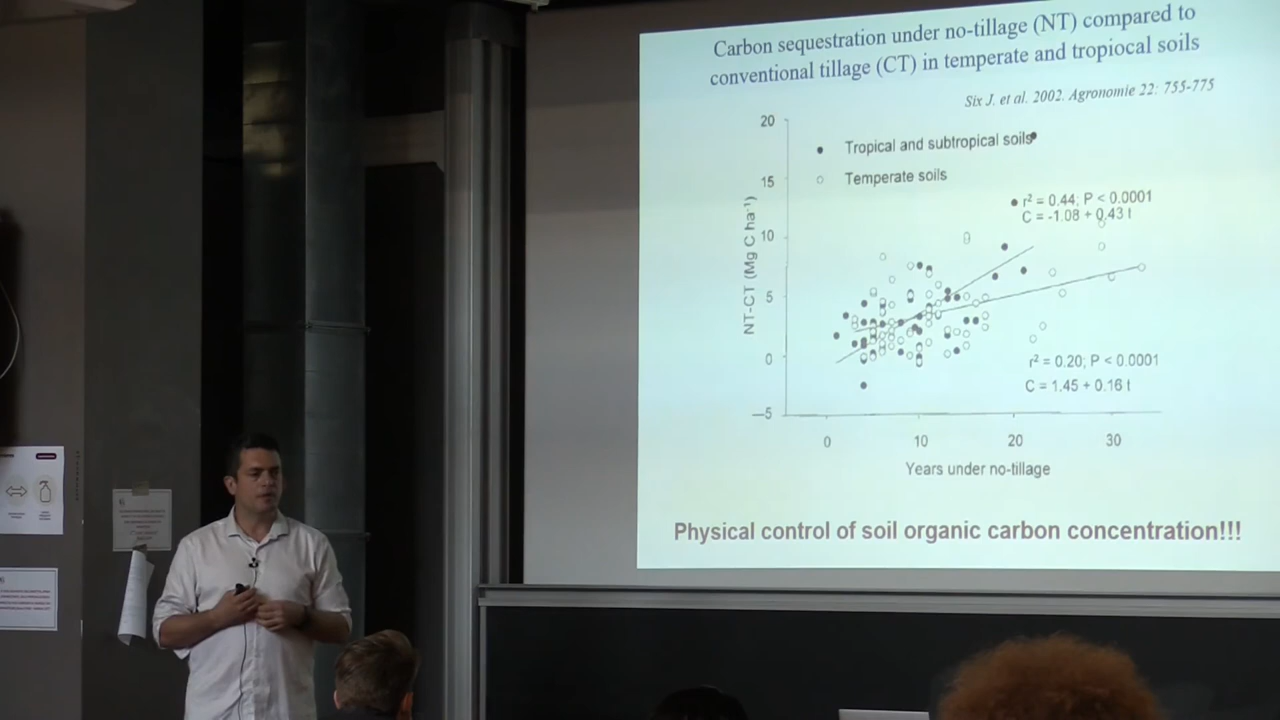 Carbon sequestration under no-tillage (NT) compared to
conventional tillage (CT) in temperate and tropiocal soils
Six J. et al. 2002. Agronomie 22: 755-775
20
15
10
5
0
–5
NT-CT (Mg C ha⁻¹)
Tropical and subtropical soils
Temperate soils
r² = 0.44; P < 0.0001
C = -1.08 + 0.43 t
r² = 0.20; P < 0.0001
C = 1.45 + 0.16 t
0 10 20 30
Years under no-tillage
Physical control of soil organic carbon concentration!!!